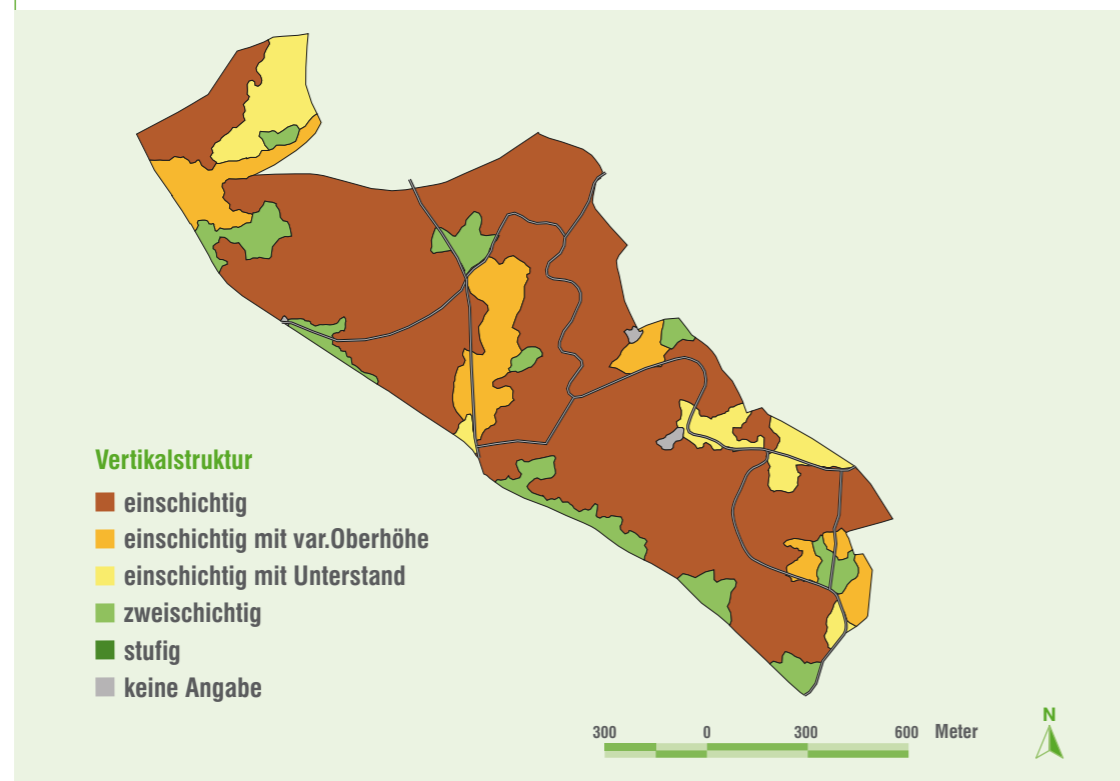 Vertikalstruktur
einschichtig
einschichtig mit var.Oberhöhe
einschichtig mit Unterstand
zweischichtig
stufig
keine Angabe
300 0 300 600 Meter
N